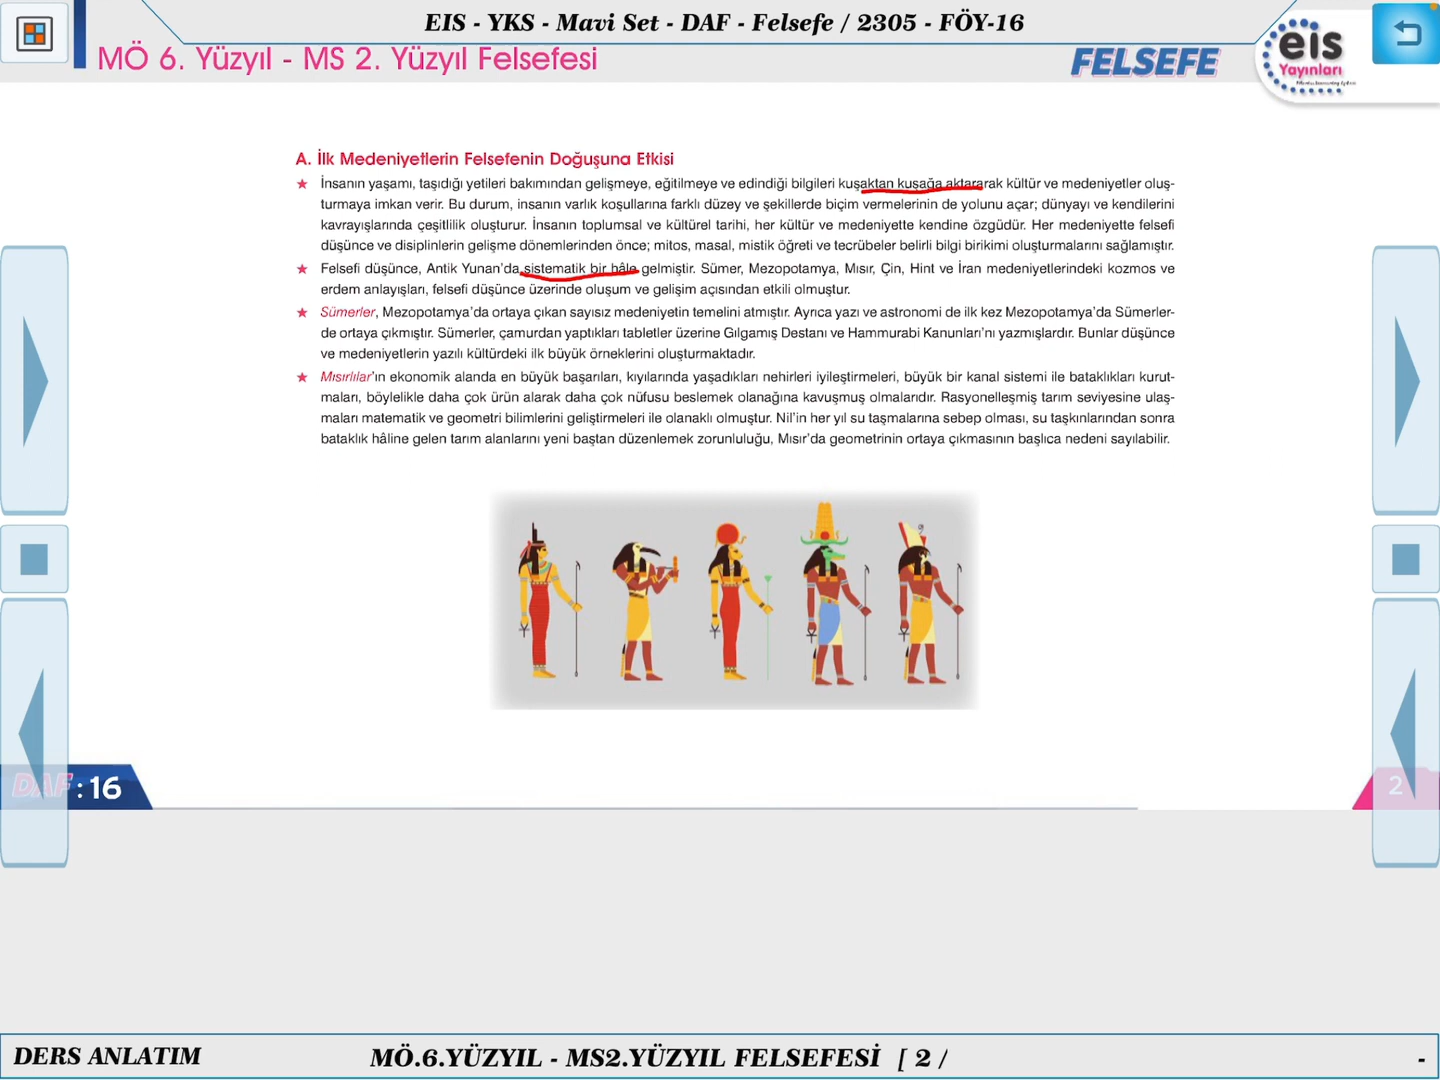 EIS - YKS - Mavi Set - DAF - Felsefe / 2305 - FÖY-16
MÖ 6. Yüzyıl - MS 2. Yüzyıl Felsefesi
FELSEFE
eis
Yayınları
A. İlk Medeniyetlerin Felsefenin Doğuşuna Etkisi
★ İnsanın yaşamı, taşıdığı yetileri bakımından gelişmeye, eğitilmeye ve edindiği bilgileri kuşaktan kuşağa aktararak kültür ve medeniyetler oluş-
turmaya imkan verir. Bu durum, insanın varlık koşullarına farklı düzey ve şekillerde biçim vermelerinin de yolunu açar; dünyayı ve kendilerini
kavrayışlarında çeşitlilik oluşturur. İnsanın toplumsal ve kültürel tarihi, her kültür ve medeniyette kendine özgüdür. Her medeniyette felsefi
düşünce ve disiplinlerin gelişme dönemlerinden önce; mitos, masal, mistik öğreti ve tecrübeler belirli bilgi birikimi oluşturmalarını sağlamıştır.
★ Felsefi düşünce, Antik Yunan'da sistematik bir hâle gelmiştir. Sümer, Mezopotamya, Mısır, Çin, Hint ve İran medeniyetlerindeki kozmos ve
erdem anlayışları, felsefi düşünce üzerinde oluşum ve gelişim açısından etkili olmuştur.
★ Sümerler, Mezopotamya'da ortaya çıkan sayısız medeniyetin temelini atmıştır. Ayrıca yazı ve astronomi de ilk kez Mezopotamya'da Sümerler-
de ortaya çıkmıştır. Sümerler, çamurdan yaptıkları tabletler üzerine Gılgamış Destanı ve Hammurabi Kanunları'nı yazmışlardır. Bunlar düşünce
ve medeniyetlerin yazılı kültürdeki ilk büyük örneklerini oluşturmaktadır.
★ Mısırlılar'ın ekonomik alanda en büyük başarıları, kıyılarında yaşadıkları nehirleri iyileştirmeleri, büyük bir kanal sistemi ile bataklıkları kurut-
maları, böylelikle daha çok ürün alarak daha çok nüfusu beslemek olanağına kavuşmuş olmalarıdır. Rasyonelleşmiş tarım seviyesine ulaş-
maları matematik ve geometri bilimlerini geliştirmeleri ile olanaklı olmuştur. Nil'in her yıl su taşmalarına sebep olması, su taşkınlarından sonra
bataklık hâline gelen tarım alanlarını yeni baştan düzenlemek zorunluluğu, Mısır'da geometrinin ortaya çıkmasının başlıca nedeni sayılabilir.
DAF : 16
2
DERS ANLATIM
MÖ.6.YÜZYIL - MS2.YÜZYIL FELSEFESİ [ 2 /
-